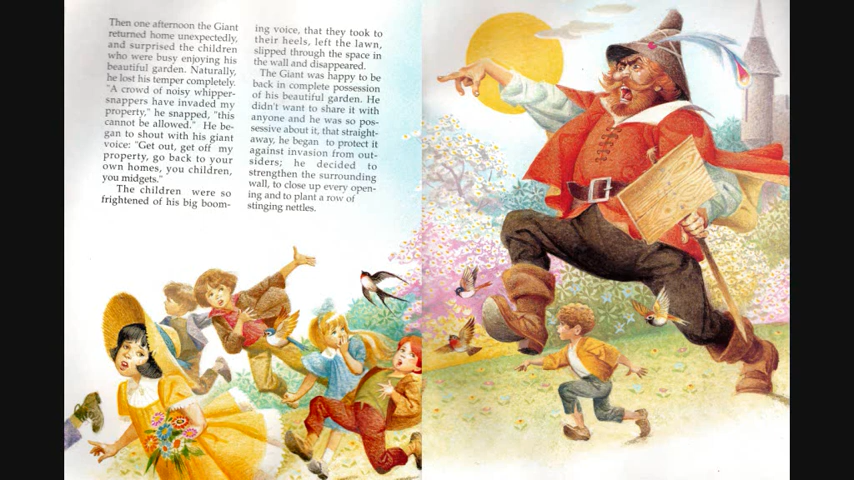 Then one afternoon the Giant
returned home unexpectedly,
and surprised the children
who were busy enjoying his
beautiful garden. Naturally,
he lost his temper completely.
"A crowd of noisy whipper-
snappers have invaded my
property," he snapped, "this
cannot be allowed." He be-
gan to shout with his giant
voice: "Get out, get off my
property, go back to your
own homes, you children,
you midgets."
The children were so
frightened of his big boom-
ing voice, that they took to
their heels, left the lawn,
slipped through the space in
the wall and disappeared.
The Giant was happy to be
back in complete possession
of his beautiful garden. He
didn't want to share it with
anyone and he was so pos-
sessive about it, that straight-
away, he began to protect it
against invasion from out-
siders; he decided to
strengthen the surrounding
wall, to close up every open-
ing and to plant a row of
stinging nettles.